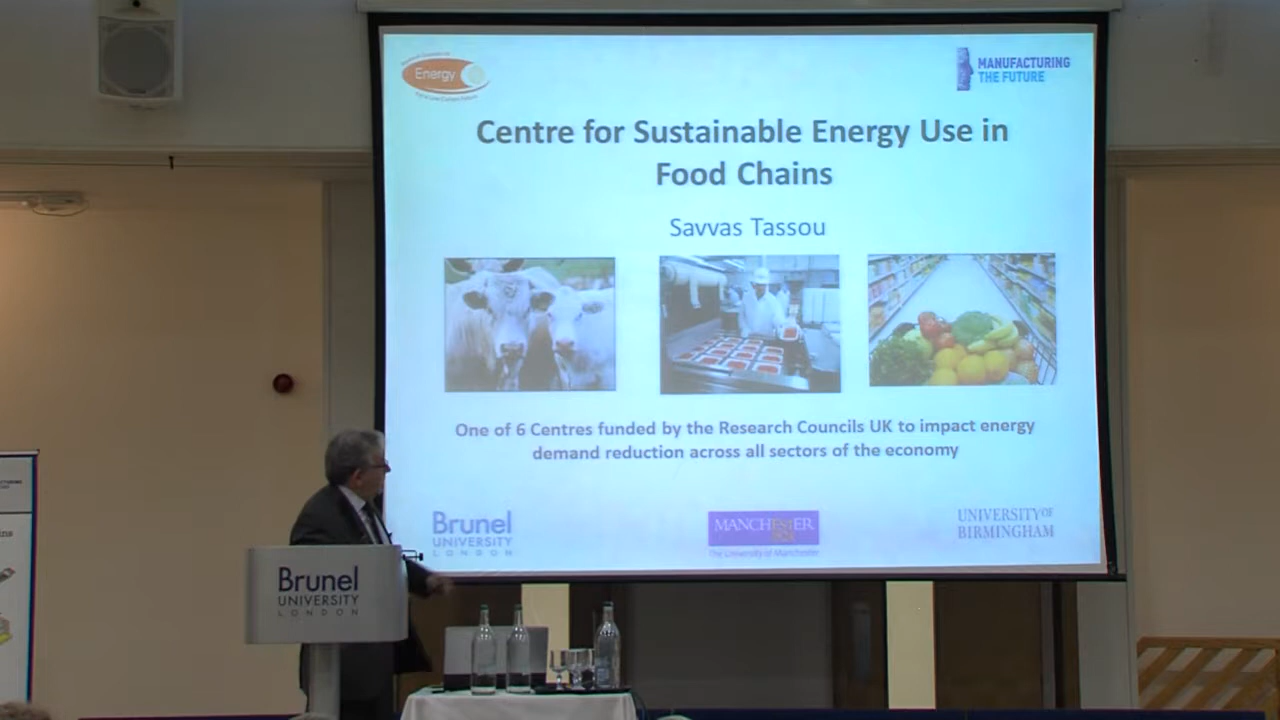 Energy
MANUFACTURING
THE FUTURE
Centre for Sustainable Energy Use in
Food Chains
Savvas Tassou
One of 6 Centres funded by the Research Councils UK to impact energy
demand reduction across all sectors of the economy
Brunel
UNIVERSITY
LONDON
MANCHESTER
The University of Manchester
UNIVERSITY OF
BIRMINGHAM
Brunel
UNIVERSITY
LONDON